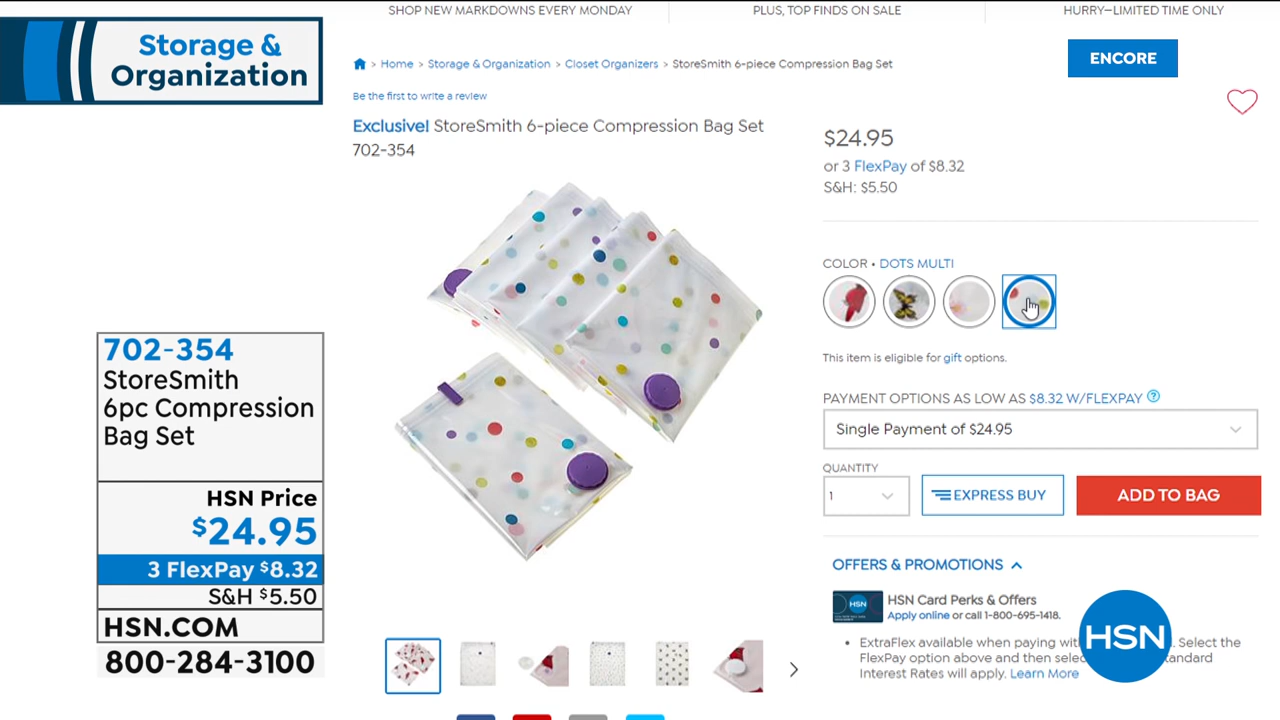 SHOP NEW MARKDOWNS EVERY MONDAY
PLUS, TOP FINDS ON SALE
HURRY—LIMITED TIME ONLY
Storage &
Organization
ENCORE
> Home > Storage & Organization > Closet Organizers > StoreSmith 6-piece Compression Bag Set
Be the first to write a review
Exclusive! StoreSmith 6-piece Compression Bag Set
702-354
$24.95
or 3 FlexPay of $8.32
S&H: $5.50
COLOR • DOTS MULTI
This item is eligible for gift options.
PAYMENT OPTIONS AS LOW AS $8.32 W/FLEXPAY ?
Single Payment of $24.95
QUANTITY
1
EXPRESS BUY
ADD TO BAG
OFFERS & PROMOTIONS
HSN
HSN Card Perks & Offers
Apply online or call 1-800-695-1418.
• ExtraFlex available when paying wit . Select the
FlexPay option above and then selec tandard
Interest Rates will apply. Learn More
HSN
702-354
StoreSmith
6pc Compression
Bag Set
HSN Price
$24.95
3 FlexPay $8.32
S&H $5.50
HSN.COM
800-284-3100